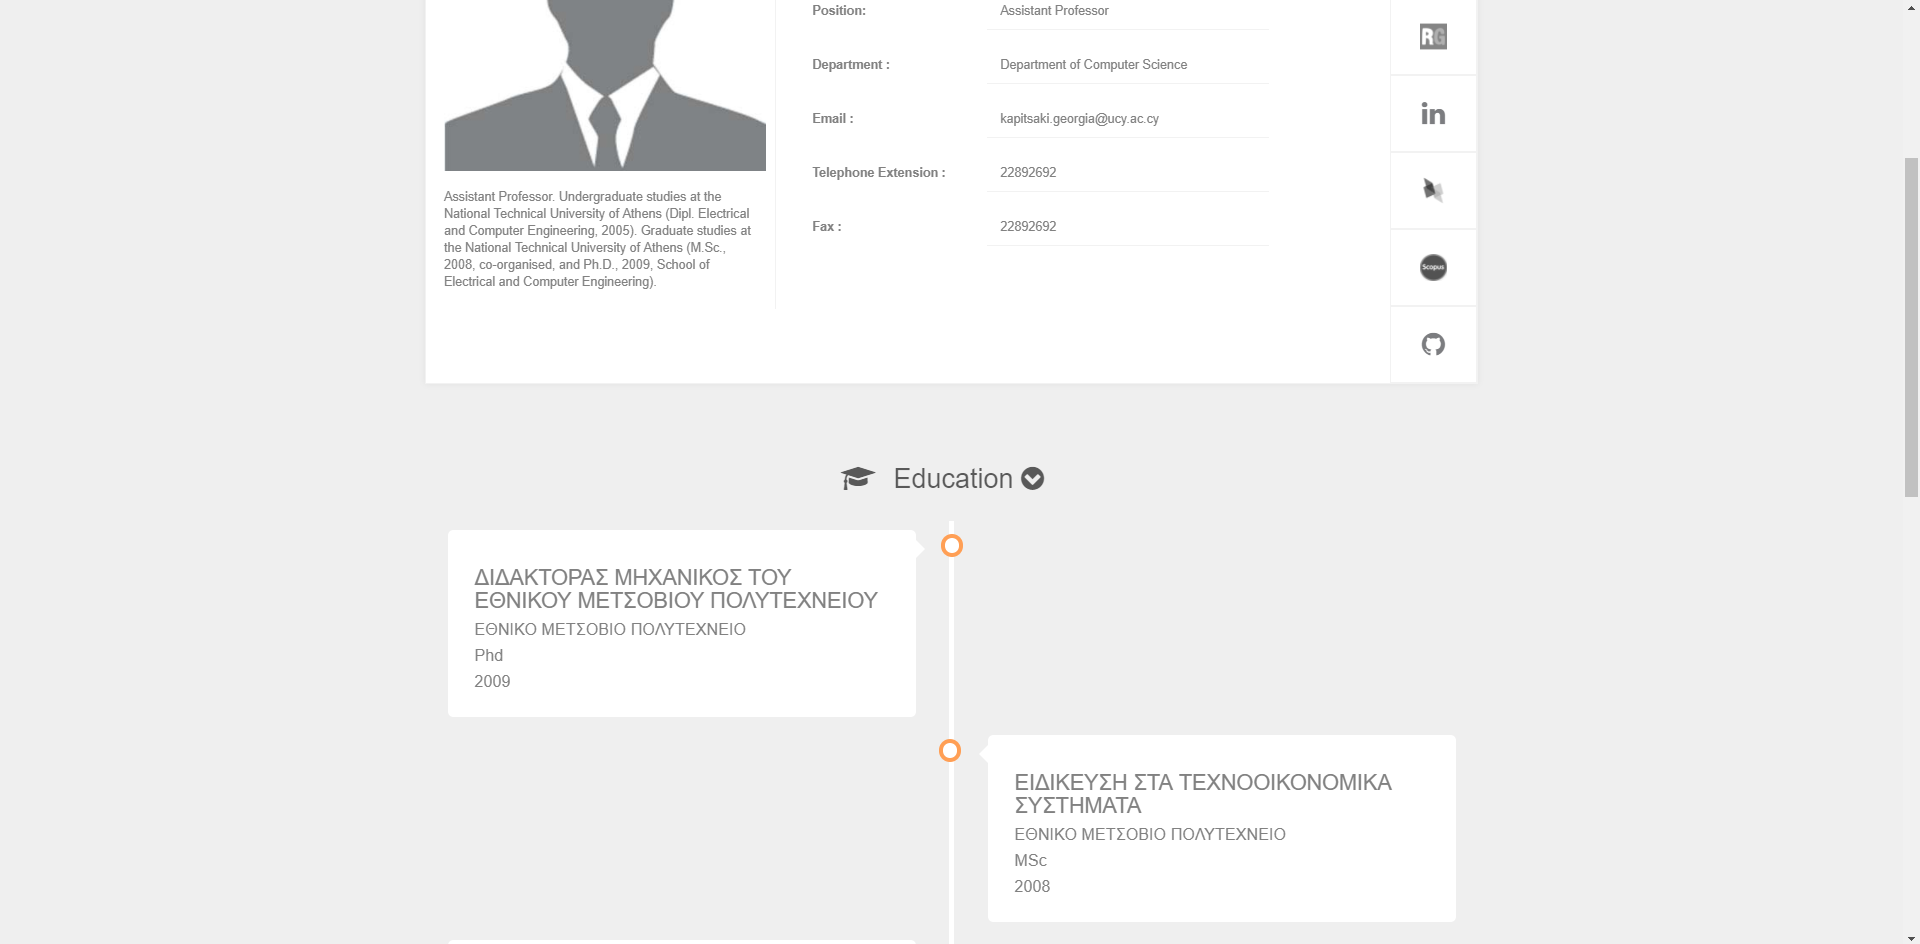 Position:
Assistant Professor
Department :
Department of Computer Science
Email :
kapitsaki.georgia@ucy.ac.cy
Telephone Extension :
22892692
Fax :
22892692
Assistant Professor. Undergraduate studies at the
National Technical University of Athens (Dipl. Electrical
and Computer Engineering, 2005). Graduate studies at
the National Technical University of Athens (M.Sc.,
2008, co-organised, and Ph.D., 2009, School of
Electrical and Computer Engineering).
RG
in
Scopus
Education
ΔΙΔΑΚΤΟΡΑΣ ΜΗΧΑΝΙΚΟΣ ΤΟΥ
ΕΘΝΙΚΟΥ ΜΕΤΣΟΒΙΟΥ ΠΟΛΥΤΕΧΝΕΙΟΥ
ΕΘΝΙΚΟ ΜΕΤΣΟΒΙΟ ΠΟΛΥΤΕΧΝΕΙΟ
Phd
2009
ΕΙΔΙΚΕΥΣΗ ΣΤΑ ΤΕΧΝΟΟΙΚΟΝΟΜΙΚΑ
ΣΥΣΤΗΜΑΤΑ
ΕΘΝΙΚΟ ΜΕΤΣΟΒΙΟ ΠΟΛΥΤΕΧΝΕΙΟ
MSc
2008